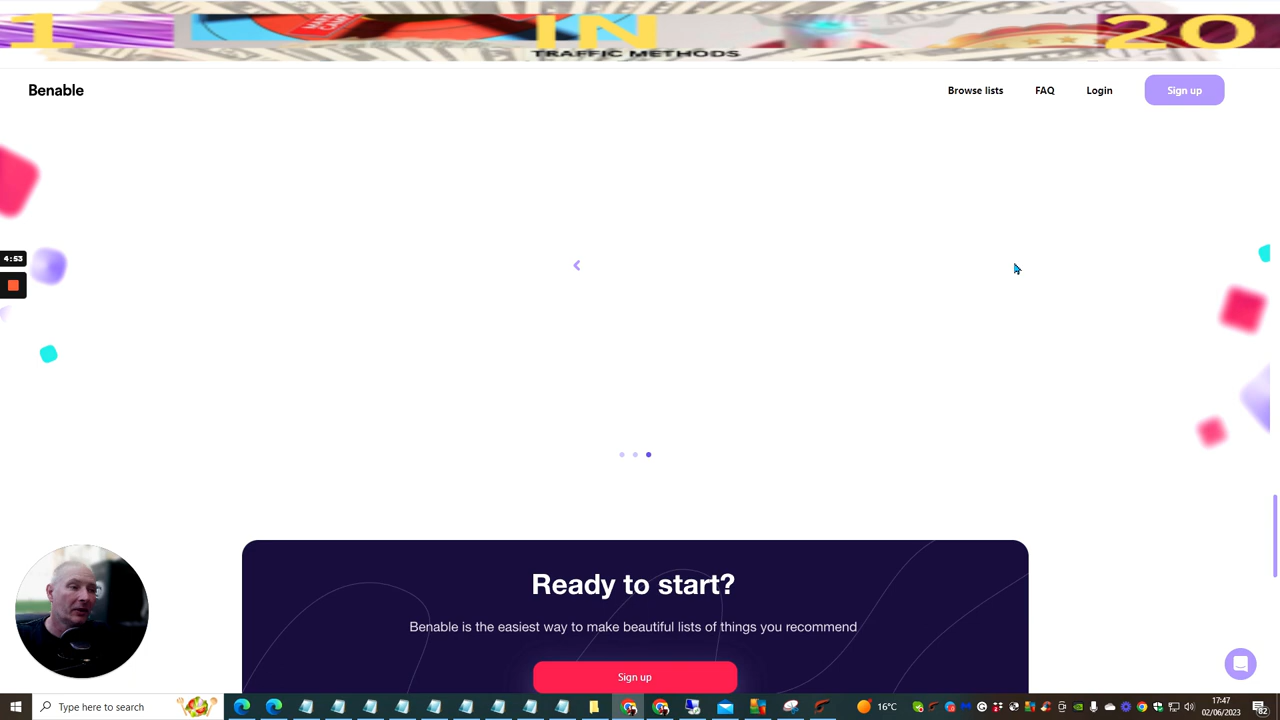 1 IN 20
TRAFFIC METHODS
Benable
Browse lists
FAQ
Login
Sign up
4:53
Ready to start?
Benable is the easiest way to make beautiful lists of things you recommend
Sign up
Type here to search
16°C
17:47
02/06/2023